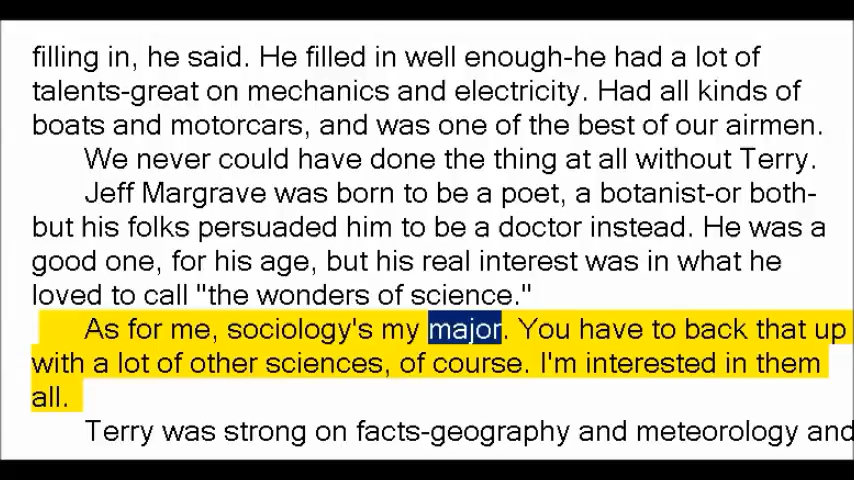 filling in, he said. He filled in well enough-he had a lot of
talents-great on mechanics and electricity. Had all kinds of
boats and motorcars, and was one of the best of our airmen.
We never could have done the thing at all without Terry.
Jeff Margrave was born to be a poet, a botanist-or both-
but his folks persuaded him to be a doctor instead. He was a
good one, for his age, but his real interest was in what he
loved to call "the wonders of science."
As for me, sociology's my major. You have to back that up
with a lot of other sciences, of course. I'm interested in them
all.
Terry was strong on facts-geography and meteorology and